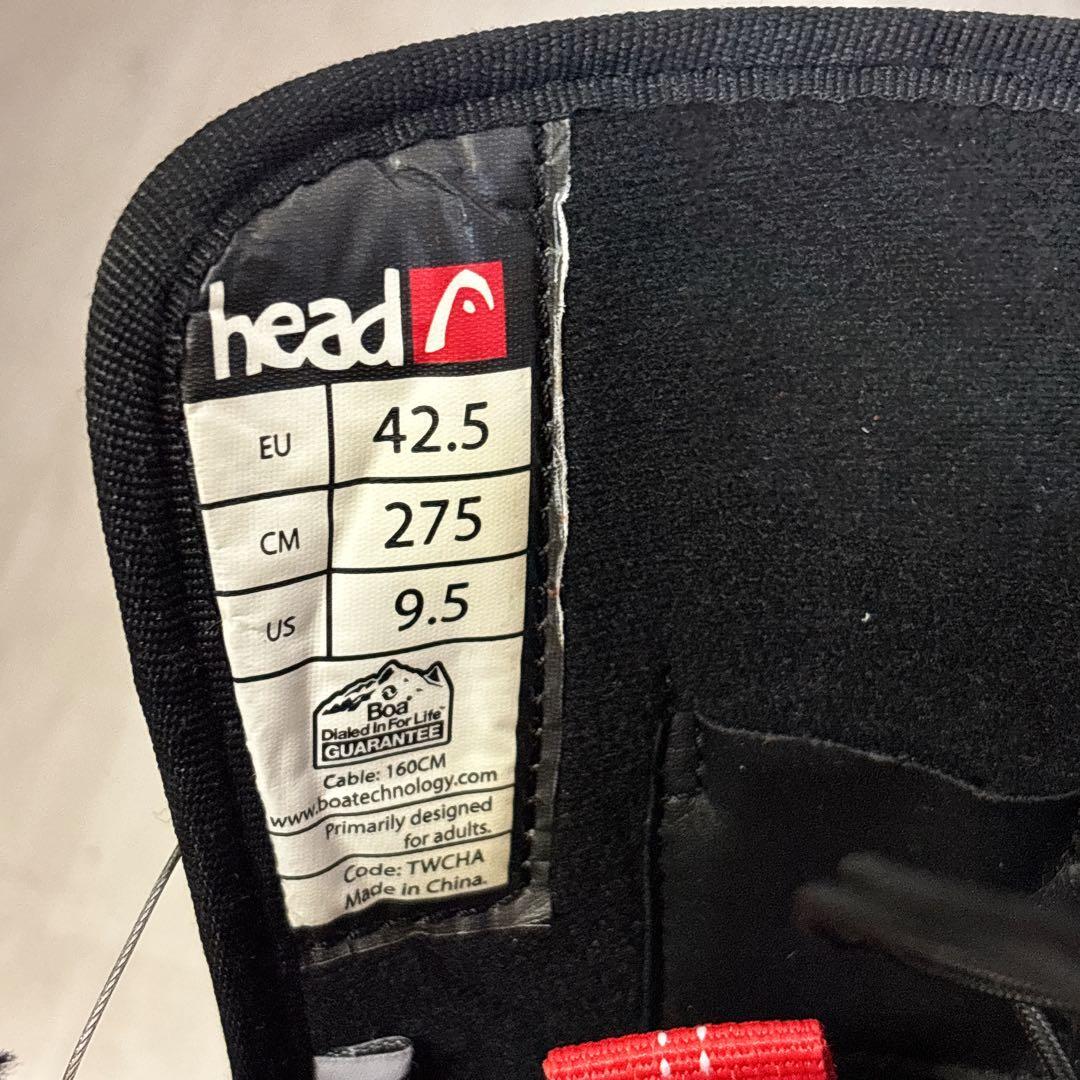 head
EU 42.5
CM 275
US 9.5
Boa
Dialed In For Life™
GUARANTEE
Cable: 160CM
www.boatechnology.com
Primarily designed
for adults.
Code: TWCHA
Made in China.